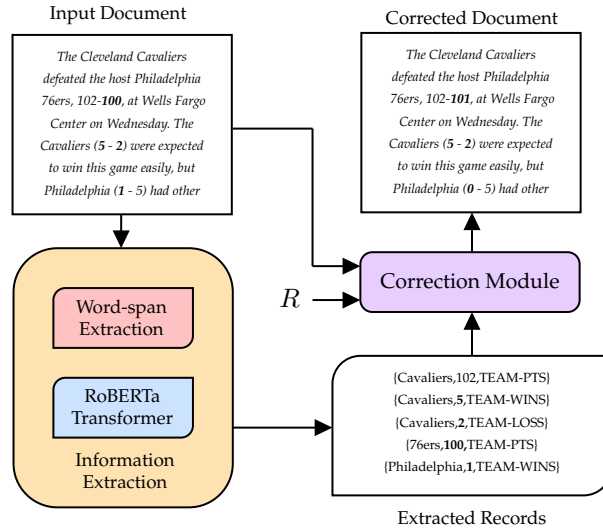 Input Document
The Cleveland Cavaliers
defeated the host Philadelphia
76ers, 102-100, at Wells Fargo
Center on Wednesday. The
Cavaliers (5 - 2) were expected
to win this game easily, but
Philadelphia (1 - 5) had other
Corrected Document
The Cleveland Cavaliers
defeated the host Philadelphia
76ers, 102-101, at Wells Fargo
Center on Wednesday. The
Cavaliers (5 - 2) were expected
to win this game easily, but
Philadelphia (0 - 5) had other
Word-span
Extraction
RoBERTa
Transformer
Information
Extraction
R
Correction Module
{Cavaliers,102,TEAM-PTS}
{Cavaliers,5,TEAM-WINS}
{Cavaliers,2,TEAM-LOSS}
{76ers,100,TEAM-PTS}
{Philadelphia,1,TEAM-WINS}
Extracted Records